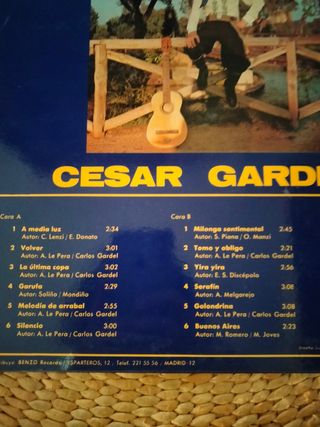 CESAR GARD
Cara A
1 A media luz 2:34
Autor: C. Lenzi / E. Donato
2 Volver 3:01
Autor: A. Le Pera / Carlos Gardel
3 La última copa 3:02
Autor: A. Le Pera / Carlos Gardel
4 Garufa 2:29
Autor: Soliño / Mondiño
5 Melodía de arrabal 2:55
Autor: A. Le Pera / Carlos Gardel
6 Silencio 3:00
Autor: A. Le Pera / Carlos Gardel
Cara B
1 Milonga sentimental 2:45
Autor: S. Piana / O. Manzi
2 Tomo y obligo 2:21
Autor: A. Le Pera / Carlos Gardel
3 Yira yira 2:56
Autor: E. S. Discépolo
4 Serafín 3:08
Autor: A. Melgarejo
5 Golondrina 3:08
Autor: A. Le Pera / Carlos Gardel
6 Buenos Aires 2:23
Autor: M. Romero / M. Joves
BENZO Records / ESPARTEROS, 12 . Telef. 221 55 56 . MADRID 12